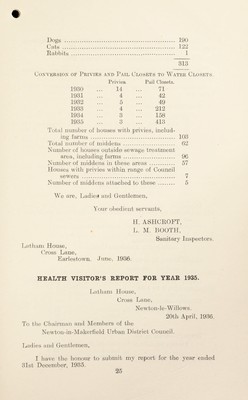 Dogs ... 190
Cats ... 122
Rabbits ... 1
313
Conversion of Privies and Pail Closets to Water Closets.
Privies. Pail Closets.
1930 ... 14 ... 71
1931 ... 4 ... 42
1932 ... 5 ... 49
1933 ... 4 ... 212
1934 ... 3 ... 158
1935 ... 3 ... 413
Total number of houses with privies, includ-
ing farms ... 103
Total number of middens ... 62
Number of houses outside sewage treatment
area, including farms ... 96
Number of middens in these areas ... 57
Houses with privies within range of Council
sewers ... 7
Number of middens attached to these ... 5
We are, Ladies and Gentlemen,
Your obedient servants,
H. ASHCROFT,
L. M. BOOTH,
Sanitary Inspectors.
Latham House,
Cross Lane,
Earlestown. June, 1936.
HEALTH VISITOR'S REPORT FOR YEAR 1935.
Latham House,
Cross Lane,
Newton-le-Willows.
20th April, 1936.
To the Chairman and Members of the
Newton-in-Makerfield Urban District Council.
Ladies and Gentlemen,
I have the honour to submit my report for the year ended
31st December, 1935.
25